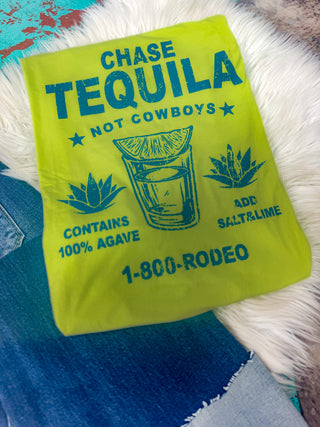 CHASE
TEQUILA
★ NOT COWBOYS ★
CONTAINS
100% AGAVE
ADD
SALT&LIME
1-800-RODEO